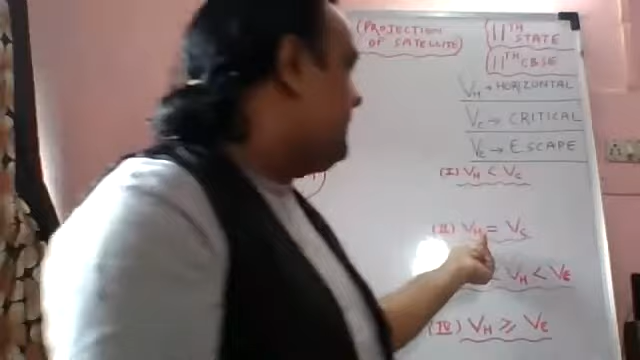 (PROJECTION
OF SATELLITE)
11TH STATE
11TH CBSE
VH → HORIZONTAL
VC → CRITICAL
VE → ESCAPE
(I) VH < VC
(II) VH = VC
VH < VE
(IV) VH ≥ VE